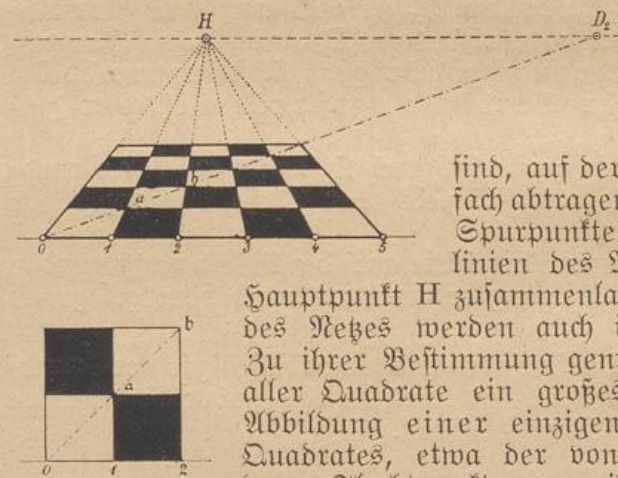 H D₂
a b
0 1 2 3 4 5
ſind, auf der
fach abtragen
Spurpunkte
linien des
Hauptpunkt H zuſammenla
des Netzes werden auch i
Zu ihrer Beſtimmung gen
aller Quadrate ein großes
Abbildung einer einzigen
Quadrates, etwa der von
b
a
0 1 2